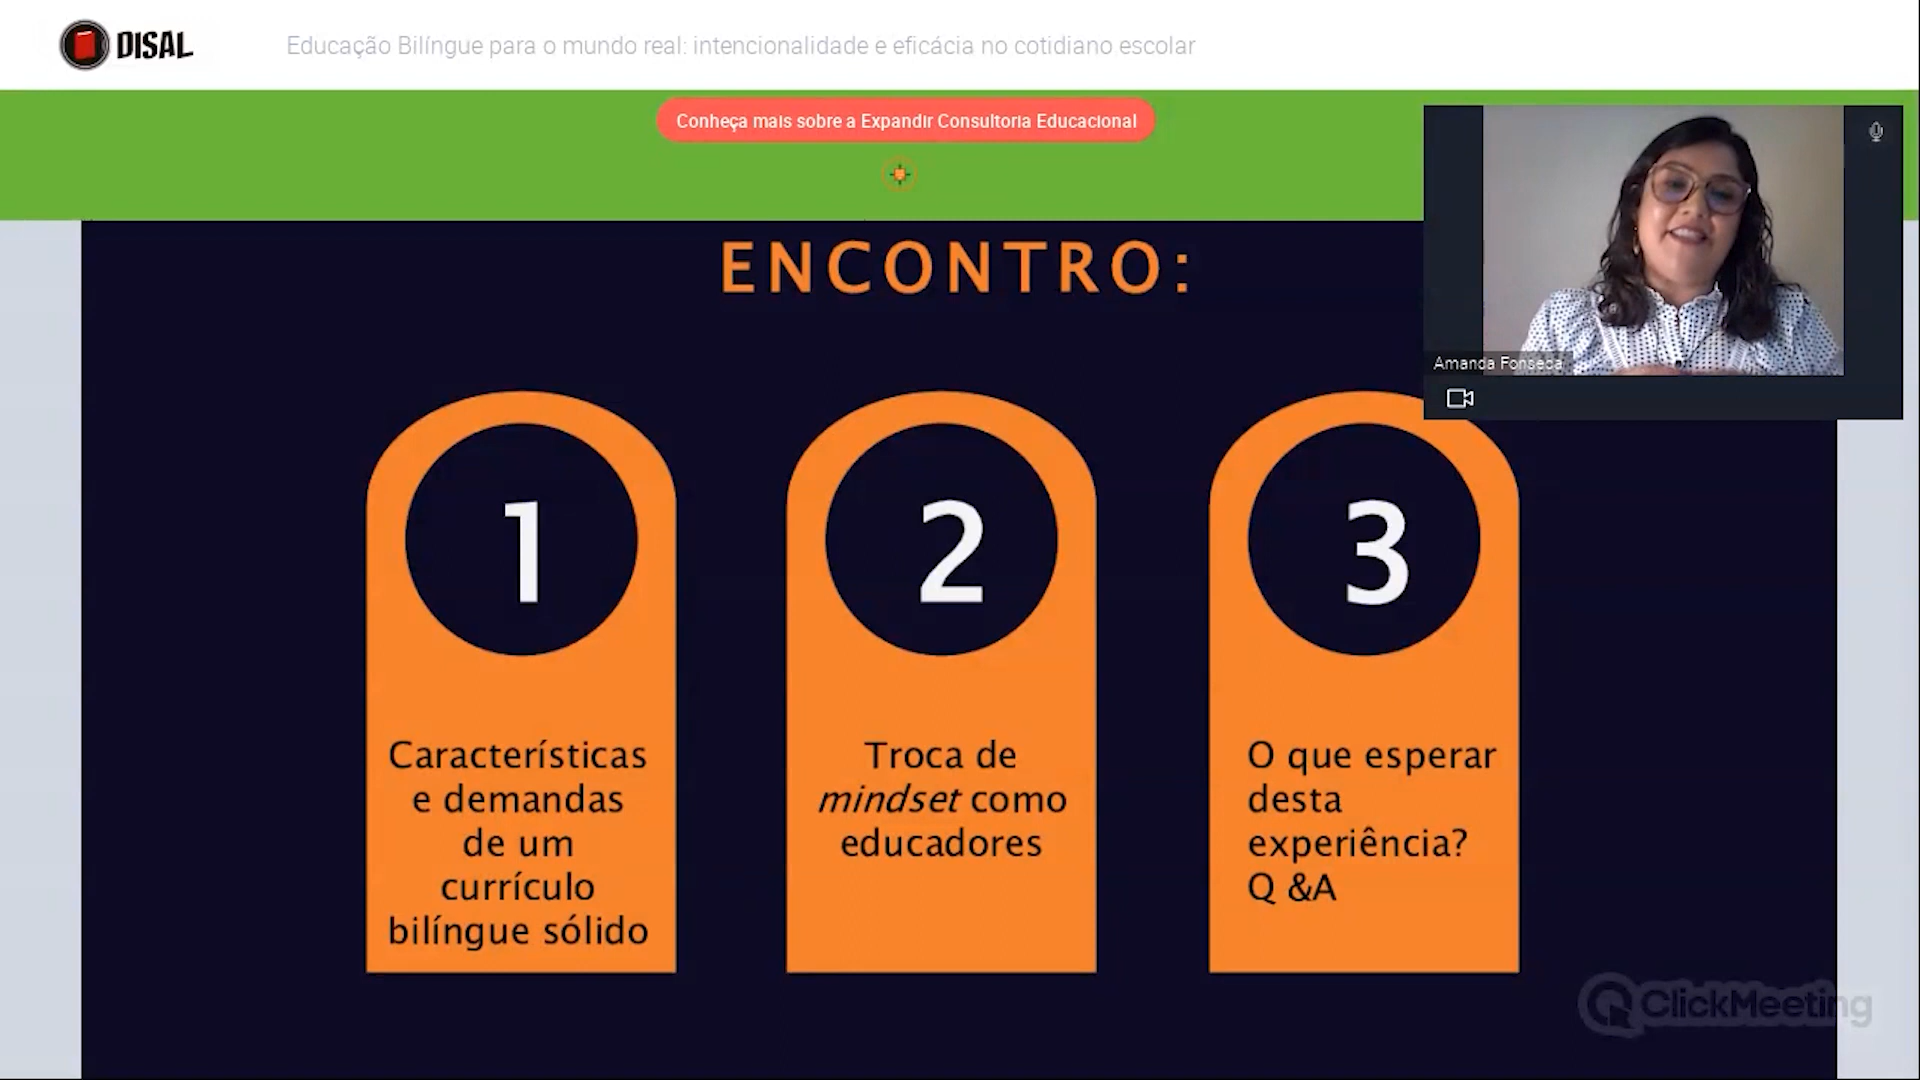 DISAL
Educação Bilíngue para o mundo real: intencionalidade e eficácia no cotidiano escolar
Conheça mais sobre a Expandir Consultoria Educacional
ENCONTRO:
Amanda Fonseca
1
Características
e demandas
de um
currículo
bilíngue sólido
2
Troca de
mindset como
educadores
3
O que esperar
desta
experiência?
Q &A
ClickMeeting